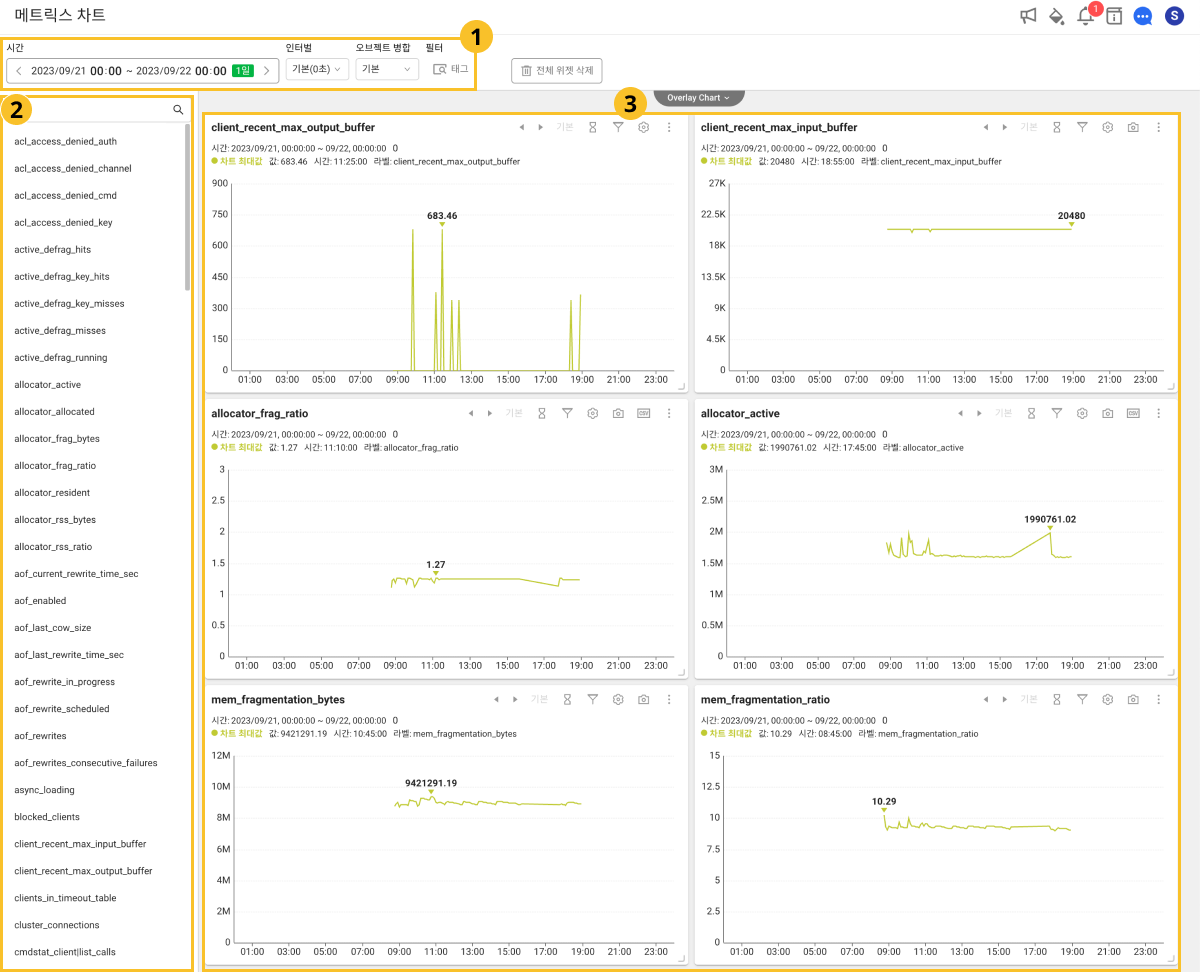 메트릭스 차트
1
S
1
시간
인터벌
오브젝트 병합
필터
2023/09/21 00:00 ~ 2023/09/22 00:00 1일
기본(0초)
기본
태그
전체 위젯 삭제
2
acl_access_denied_auth
acl_access_denied_channel
acl_access_denied_cmd
acl_access_denied_key
active_defrag_hits
active_defrag_key_hits
active_defrag_key_misses
active_defrag_misses
active_defrag_running
allocator_active
allocator_allocated
allocator_frag_bytes
allocator_frag_ratio
allocator_resident
allocator_rss_bytes
allocator_rss_ratio
aof_current_rewrite_time_sec
aof_enabled
aof_last_cow_size
aof_last_rewrite_time_sec
aof_rewrite_in_progress
aof_rewrite_scheduled
aof_rewrites
aof_rewrites_consecutive_failures
async_loading
blocked_clients
client_recent_max_input_buffer
client_recent_max_output_buffer
clients_in_timeout_table
cluster_connections
cmdstat_client|list_calls
3
Overlay Chart
client_recent_max_output_buffer
기본
시간: 2023/09/21, 00:00:00 ~ 09/22, 00:00:00 0
차트 최대값 값: 683.46 시간: 11:25:00 라벨: client_recent_max_output_buffer
900
750
600
450
300
150
0
683.46
01:00 03:00 05:00 07:00 09:00 11:00 13:00 15:00 17:00 19:00 21:00 23:00
client_recent_max_input_buffer
기본
시간: 2023/09/21, 00:00:00 ~ 09/22, 00:00:00 0
차트 최대값 값: 20480 시간: 18:55:00 라벨: client_recent_max_input_buffer
27K
22.5K
18K
13.5K
9K
4.5K
0
20480
01:00 03:00 05:00 07:00 09:00 11:00 13:00 15:00 17:00 19:00 21:00 23:00
allocator_frag_ratio
기본
CSV
시간: 2023/09/21, 00:00:00 ~ 09/22, 00:00:00 0
차트 최대값 값: 1.27 시간: 11:10:00 라벨: allocator_frag_ratio
3
2.5
2
1.5
1
0.5
0
1.27
01:00 03:00 05:00 07:00 09:00 11:00 13:00 15:00 17:00 19:00 21:00 23:00
allocator_active
기본
CSV
시간: 2023/09/21, 00:00:00 ~ 09/22, 00:00:00 0
차트 최대값 값: 1990761.02 시간: 17:45:00 라벨: allocator_active
3M
2.5M
2M
1.5M
1M
0.5M
0
1990761.02
01:00 03:00 05:00 07:00 09:00 11:00 13:00 15:00 17:00 19:00 21:00 23:00
mem_fragmentation_bytes
기본
시간: 2023/09/21, 00:00:00 ~ 09/22, 00:00:00 0
차트 최대값 값: 9421291.19 시간: 10:45:00 라벨: mem_fragmentation_bytes
12M
10M
8M
6M
4M
2M
0
9421291.19
01:00 03:00 05:00 07:00 09:00 11:00 13:00 15:00 17:00 19:00 21:00 23:00
mem_fragmentation_ratio
기본
시간: 2023/09/21, 00:00:00 ~ 09/22, 00:00:00 0
차트 최대값 값: 10.29 시간: 08:45:00 라벨: mem_fragmentation_ratio
15
12.5
10
7.5
5
2.5
0
10.29
01:00 03:00 05:00 07:00 09:00 11:00 13:00 15:00 17:00 19:00 21:00 23:00